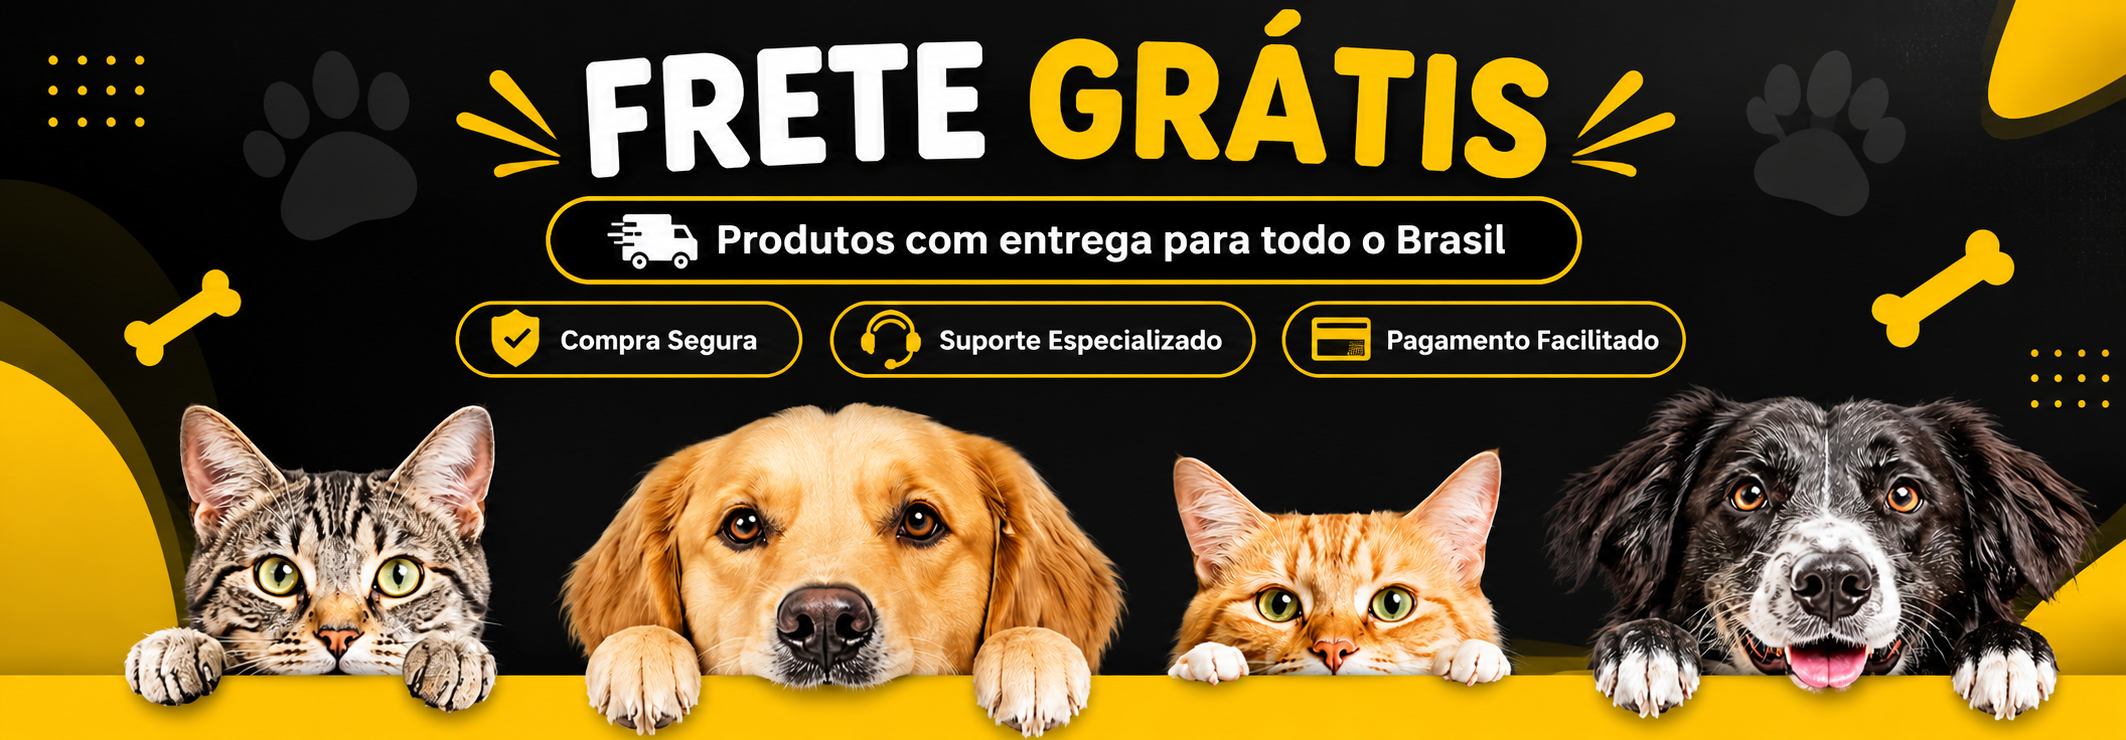 FRETE GRÁTIS
Produtos com entrega para todo o Brasil
Compra Segura
Suporte Especializado
Pagamento Facilitado